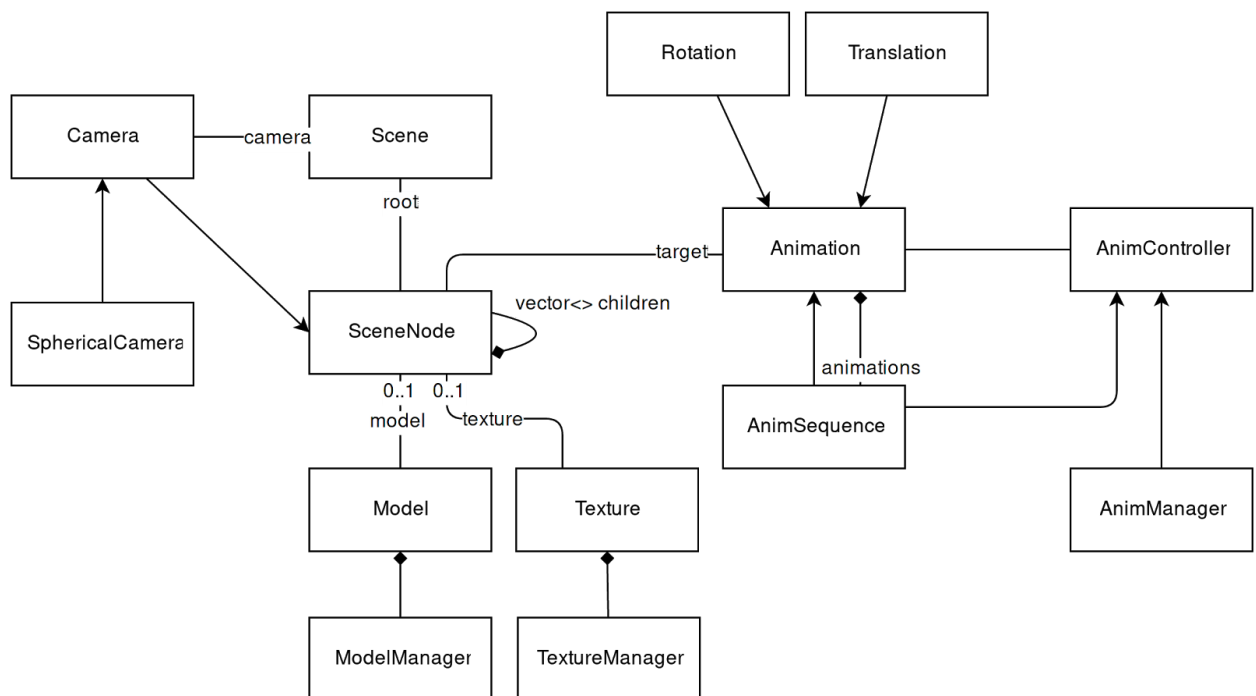 Rotation
Translation
Camera
camera
Scene
root
target
Animation
AnimController
vector<> children
SphericalCamera
SceneNode
0..1
0..1
animations
model
texture
AnimSequence
Model
Texture
AnimManager
ModelManager
TextureManager